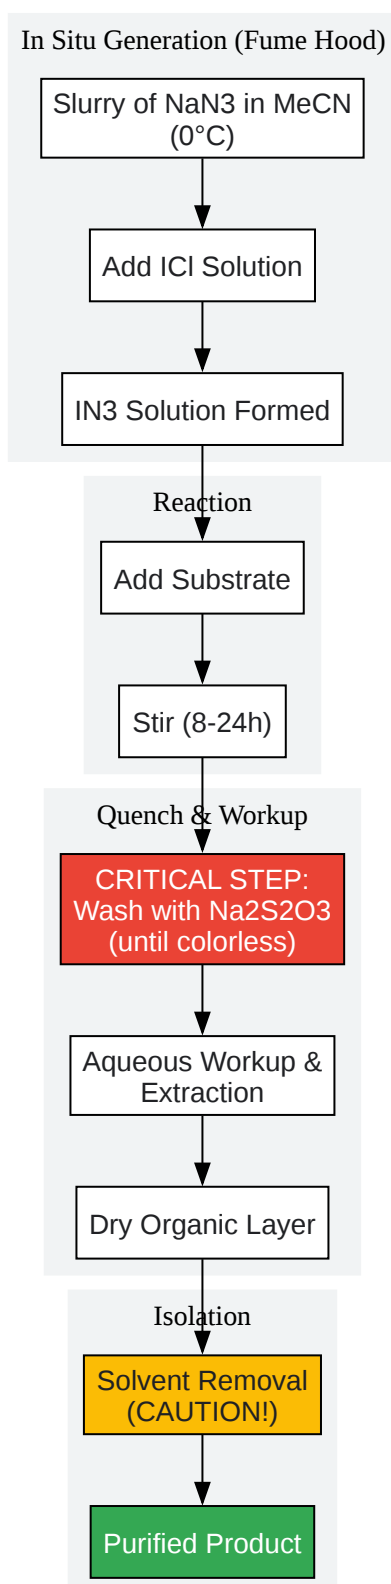 In Situ Generation (Fume Hood)
Slurry of NaN3 in MeCN
(0°C)
Add ICl Solution
IN3 Solution Formed
Reaction
Add Substrate
Stir (8-24h)
Quench & Workup
CRITICAL STEP:
Wash with Na2S2O3
(until colorless)
Aqueous Workup &
Extraction
Dry Organic Layer
Isolation
Solvent Removal
(CAUTION!)
Purified Product